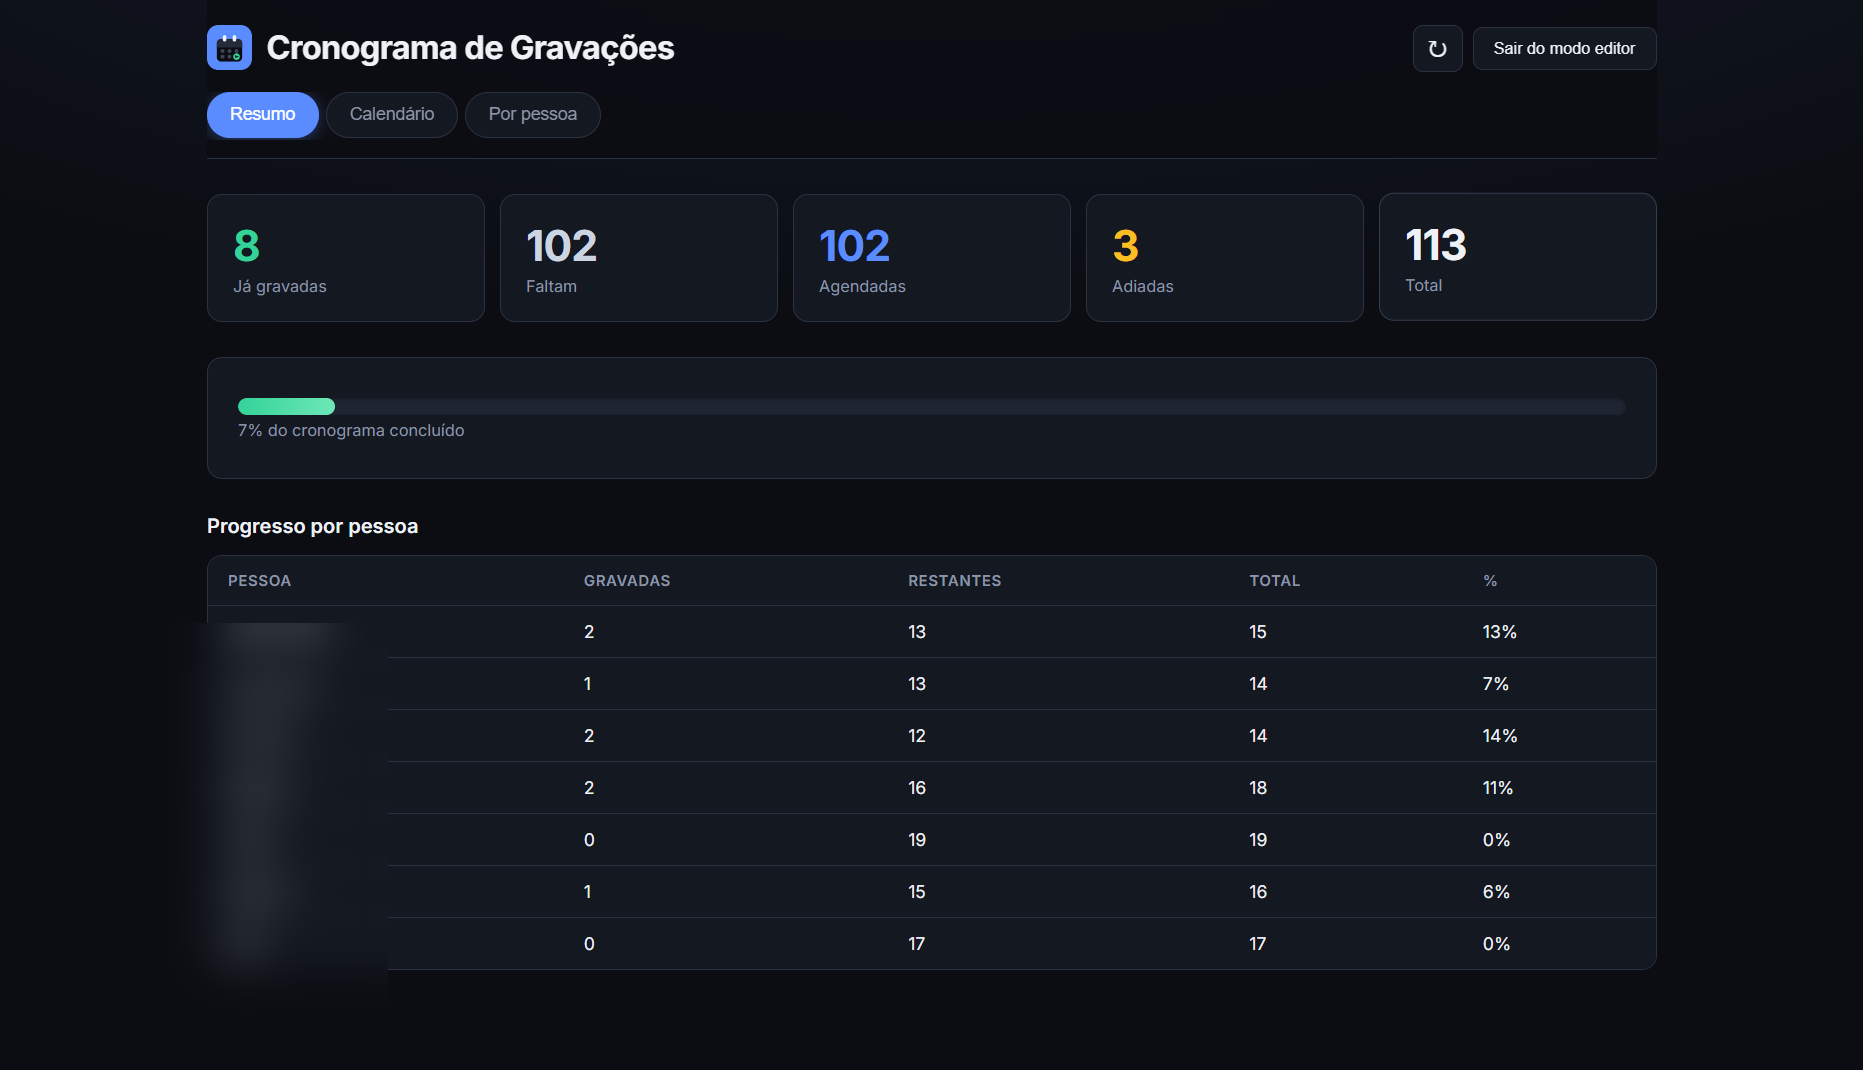 Cronograma de Gravações
Sair do modo editor
Resumo Calendário Por pessoa
8 102 102 3 113
Já gravadas Faltam Agendadas Adiadas Total
7% do cronograma concluído
Progresso por pessoa
PESSOA GRAVADAS RESTANTES TOTAL %
2 13 15 13%
1 13 14 7%
2 12 14 14%
2 16 18 11%
0 19 19 0%
1 15 16 6%
0 17 17 0%